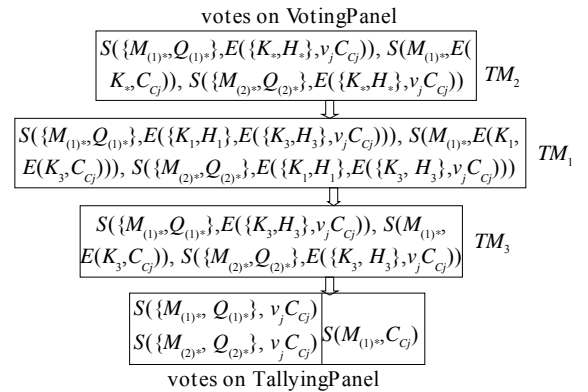 votes on VotingPanel
S({M(1)*,Q(1)*},E({K*,H*},vjCCj)), S(M(1)*,E(
K*,CCj)), S({M(2)*,Q(2)*},E({K*,H*},vjCCj))
TM2
S({M(1)*,Q(1)*},E({K1,H1},E({K3,H3},vjCCj))), S(M(1)*,E(K1,
E(K3,CCj))), S({M(2)*,Q(2)*},E({K1,H1},E({K3, H3},vjCCj)))
TM1
S({M(1)*,Q(1)*},E({K3,H3},vjCCj)), S(M(1)*,
E(K3,CCj)), S({M(2)*,Q(2)*},E({K3, H3},vjCCj))
TM3
S({M(1)*, Q(1)*}, vjCCj)
S({M(2)*, Q(2)*}, vjCCj)
S(M(1)*,CCj)
votes on TallyingPanel